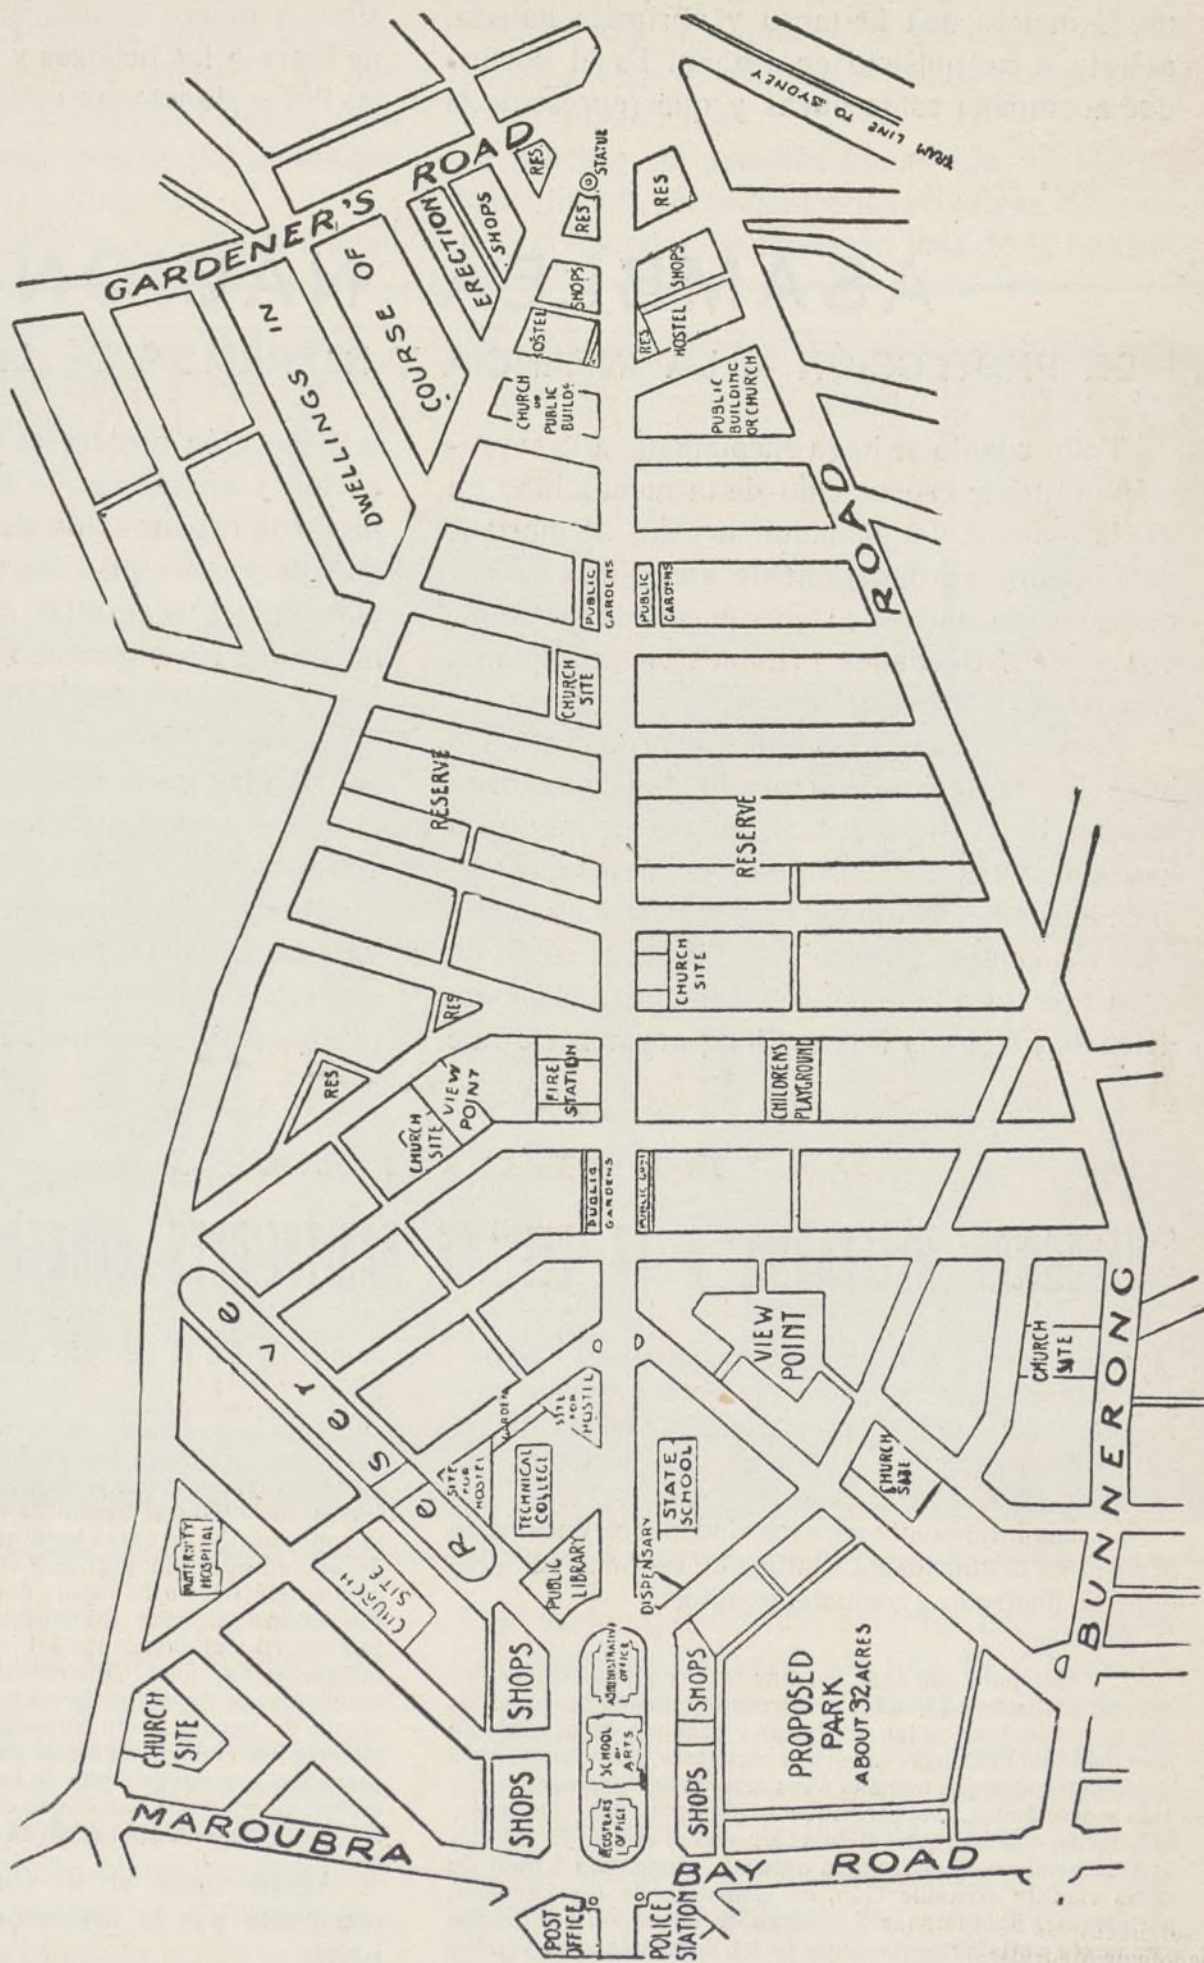 TRAM LINE TO SYDNEY
GARDENER'S ROAD
STATUE
RES
RES
RES
SHOPS
ERECTION
COURSE OF
DWELLINGS IN
SHOPS
HOSTEL
SHOPS
RES
HOSTEL
CHURCH
OR
PUBLIC
BUILDG
PUBLIC
BUILDING
OR CHURCH
ROAD
PUBLIC
GARDENS
PUBLIC
GARDENS
CHURCH
SITE
RESERVE
RESERVE
CHURCH
SITE
RES
RES
VIEW
POINT
CHURCH
SITE
FIRE
STATION
CHILDRENS
PLAYGROUND
PUBLIC
GARDENS
PUBLIC GDNS
Reserve
VIEW
POINT
CHURCH
SITE
CHURCH
SITE
BUNNERONG
GARDEN
SITE
FOR
HOSTEL
SITE
FOR
HOSTEL
TECHNICAL
COLLEGE
STATE
SCHOOL
PUBLIC
LIBRARY
DISPENSARY
MATERNITY
HOSPITAL
CHURCH
SITE
CHURCH
SITE
SHOPS
SHOPS
ADMINISTRATIVE
OFFICE
SCHOOL
OF
ARTS
REGISTRARS
OFFICE
SHOPS
SHOPS
PROPOSED
PARK
ABOUT 32 ACRES
MAROUBRA BAY ROAD
POST
OFFICE
POLICE
STATION